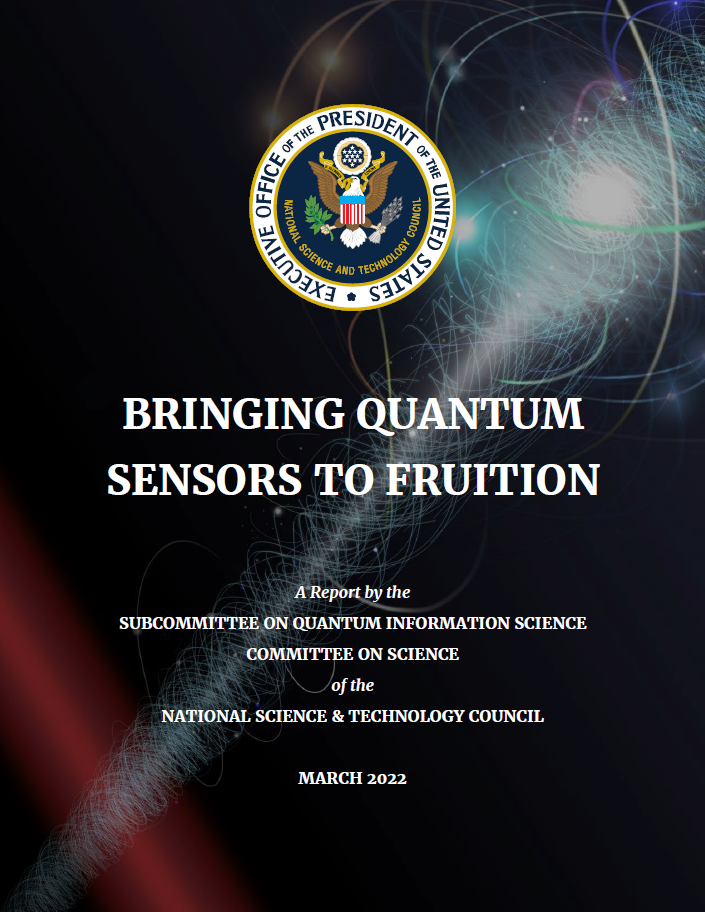 EXECUTIVE OFFICE OF THE PRESIDENT OF THE UNITED STATES
NATIONAL SCIENCE AND TECHNOLOGY COUNCIL
BRINGING QUANTUM
SENSORS TO FRUITION
A Report by the
SUBCOMMITTEE ON QUANTUM INFORMATION SCIENCE
COMMITTEE ON SCIENCE
of the
NATIONAL SCIENCE & TECHNOLOGY COUNCIL
MARCH 2022